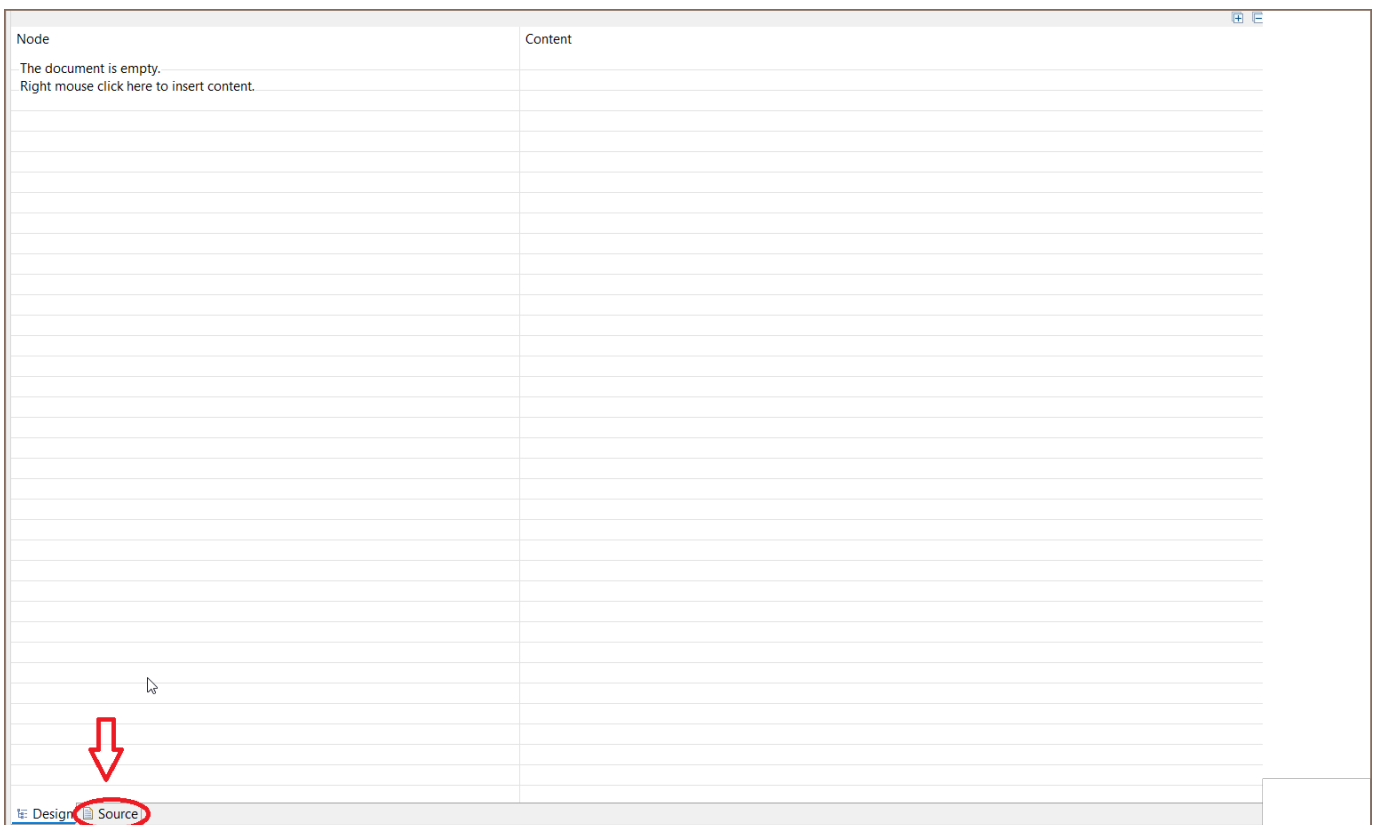 Node Content
The document is empty.
Right mouse click here to insert content.
Design Source